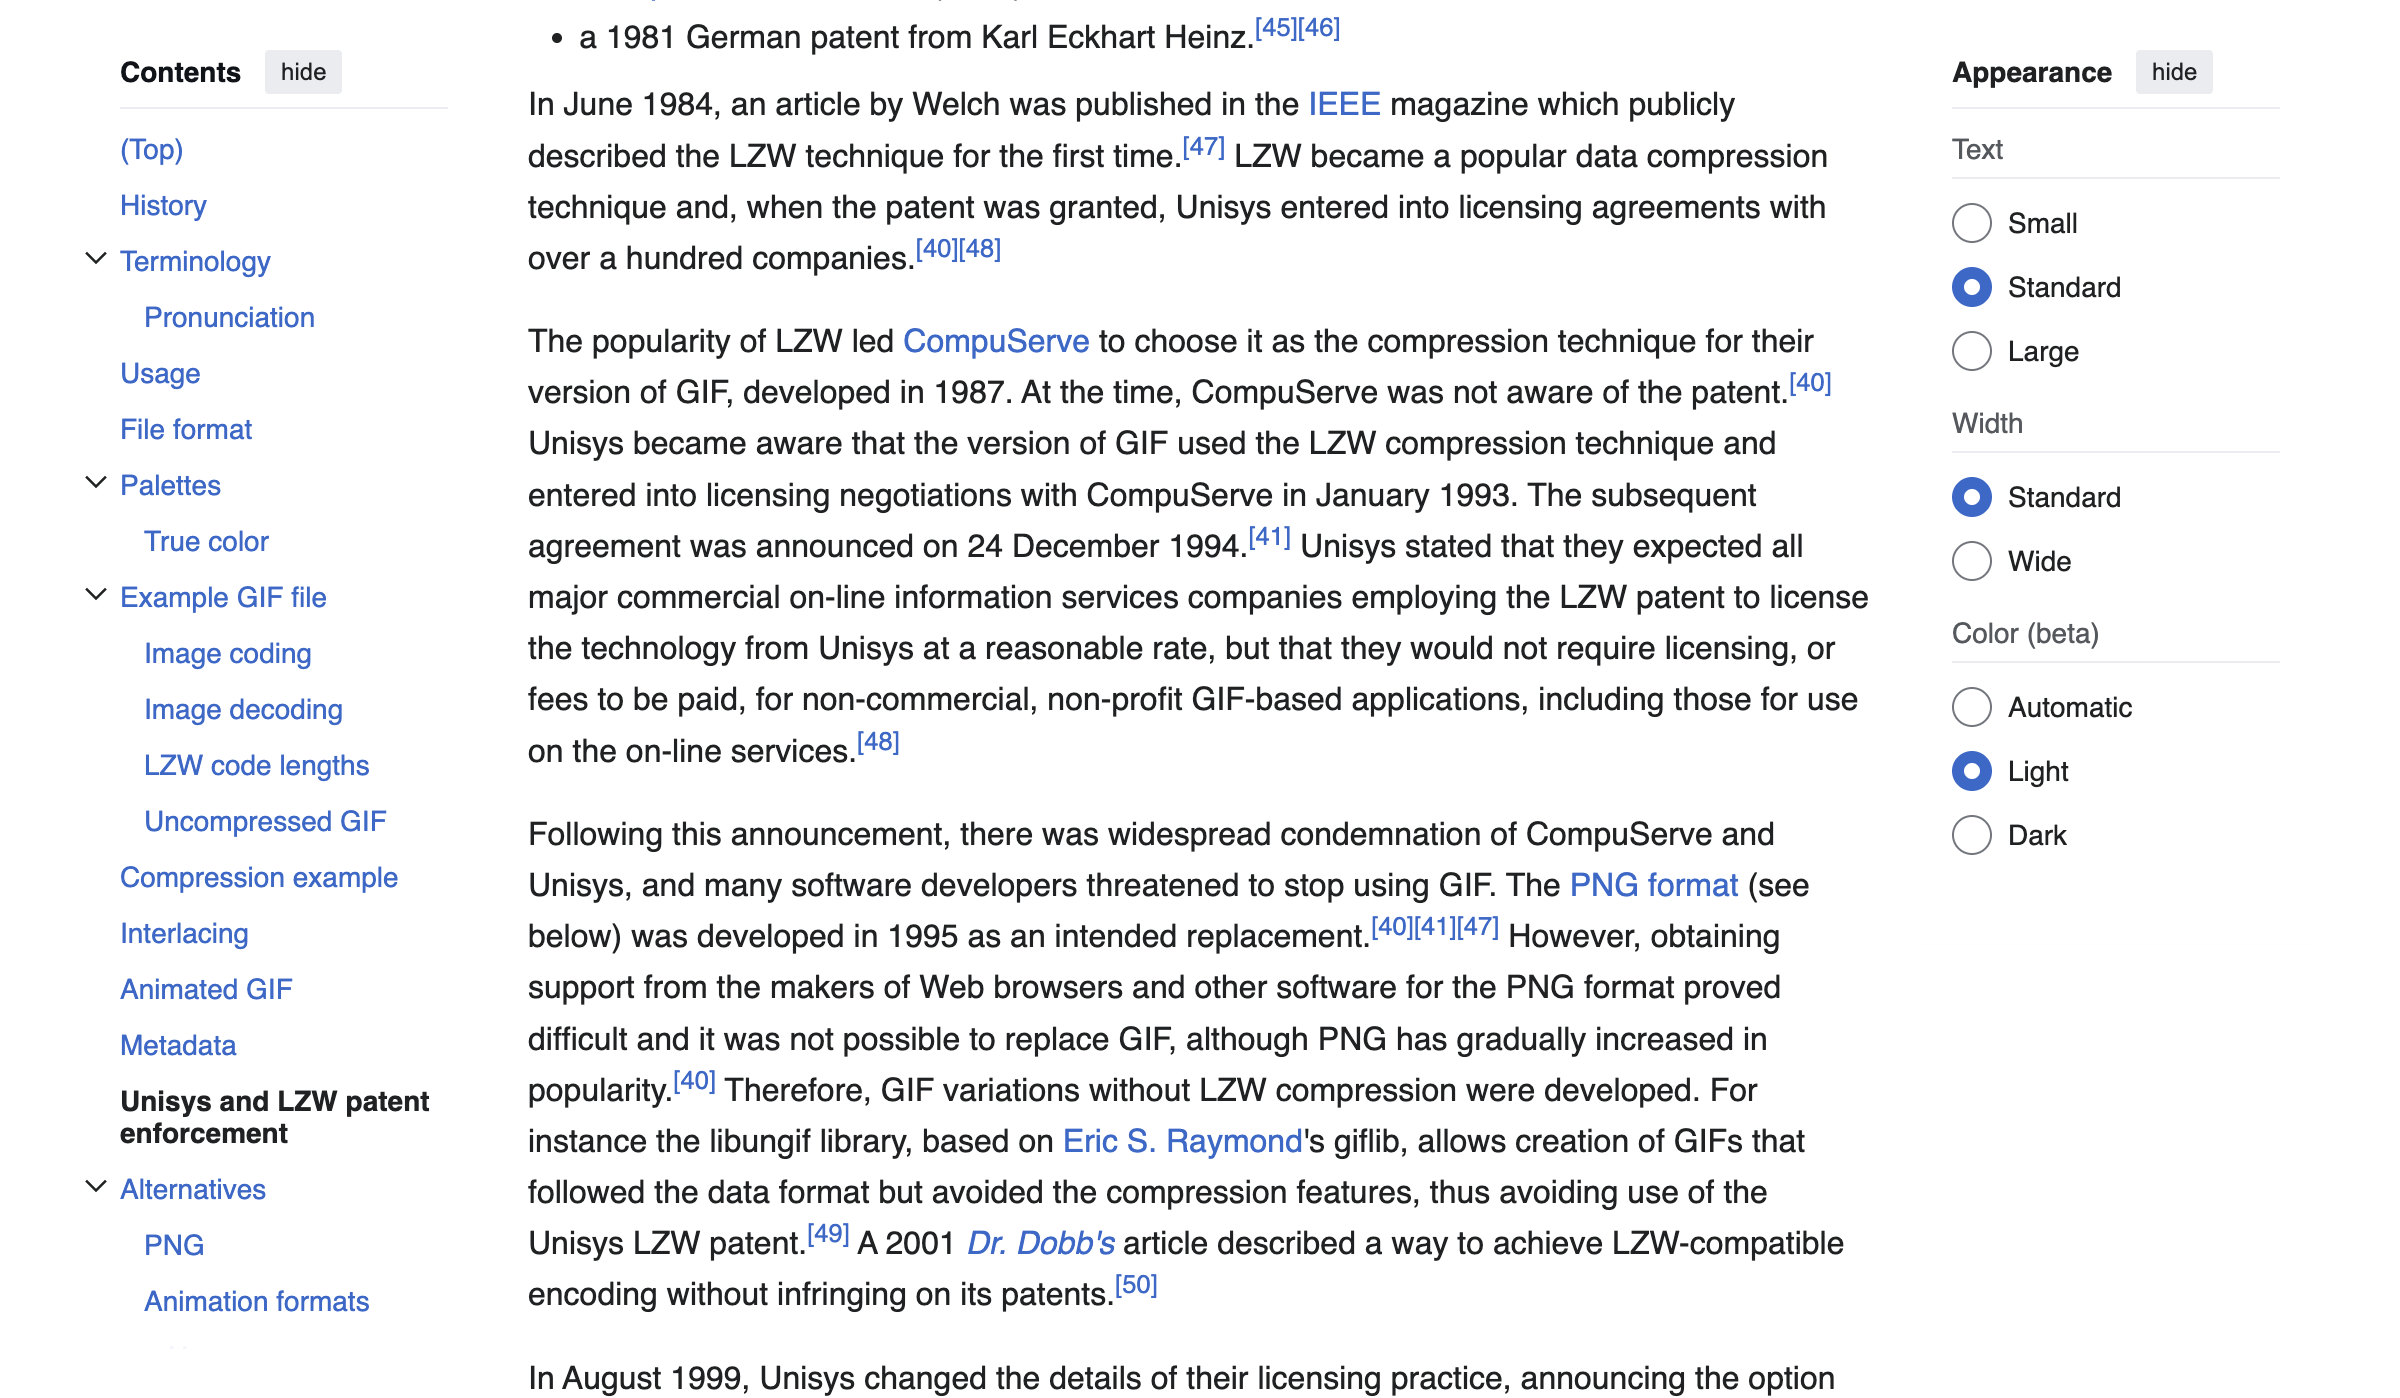 Contents hide
(Top)
History
Terminology
Pronunciation
Usage
File format
Palettes
True color
Example GIF file
Image coding
Image decoding
LZW code lengths
Uncompressed GIF
Compression example
Interlacing
Animated GIF
Metadata
Unisys and LZW patent
enforcement
Alternatives
PNG
Animation formats
• a 1981 German patent from Karl Eckhart Heinz.[45][46]
In June 1984, an article by Welch was published in the IEEE magazine which publicly
described the LZW technique for the first time.[47] LZW became a popular data compression
technique and, when the patent was granted, Unisys entered into licensing agreements with
over a hundred companies.[40][48]
The popularity of LZW led CompuServe to choose it as the compression technique for their
version of GIF, developed in 1987. At the time, CompuServe was not aware of the patent.[40]
Unisys became aware that the version of GIF used the LZW compression technique and
entered into licensing negotiations with CompuServe in January 1993. The subsequent
agreement was announced on 24 December 1994.[41] Unisys stated that they expected all
major commercial on-line information services companies employing the LZW patent to license
the technology from Unisys at a reasonable rate, but that they would not require licensing, or
fees to be paid, for non-commercial, non-profit GIF-based applications, including those for use
on the on-line services.[48]
Following this announcement, there was widespread condemnation of CompuServe and
Unisys, and many software developers threatened to stop using GIF. The PNG format (see
below) was developed in 1995 as an intended replacement.[40][41][47] However, obtaining
support from the makers of Web browsers and other software for the PNG format proved
difficult and it was not possible to replace GIF, although PNG has gradually increased in
popularity.[40] Therefore, GIF variations without LZW compression were developed. For
instance the libungif library, based on Eric S. Raymond's giflib, allows creation of GIFs that
followed the data format but avoided the compression features, thus avoiding use of the
Unisys LZW patent.[49] A 2001 Dr. Dobb's article described a way to achieve LZW-compatible
encoding without infringing on its patents.[50]
In August 1999, Unisys changed the details of their licensing practice, announcing the option
Appearance hide
Text
Small
Standard
Large
Width
Standard
Wide
Color (beta)
Automatic
Light
Dark